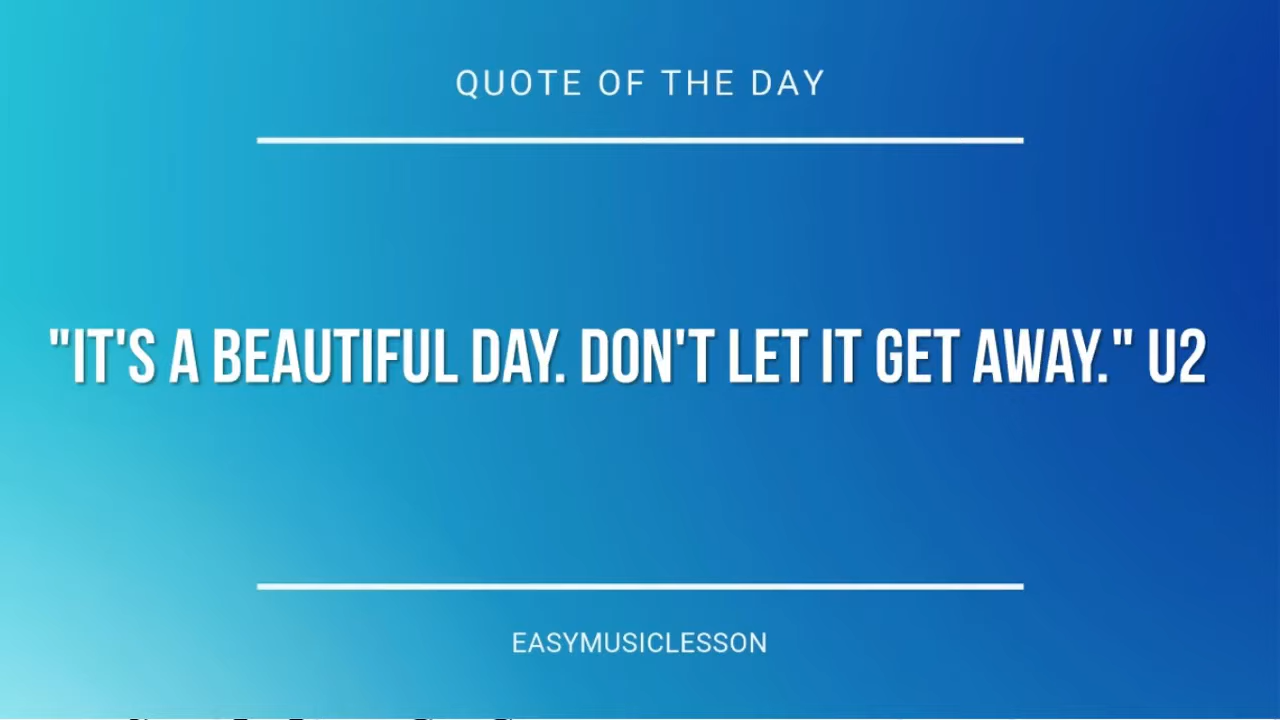 QUOTE OF THE DAY
"IT'S A BEAUTIFUL DAY. DON'T LET IT GET AWAY." U2
EASYMUSICLESSON